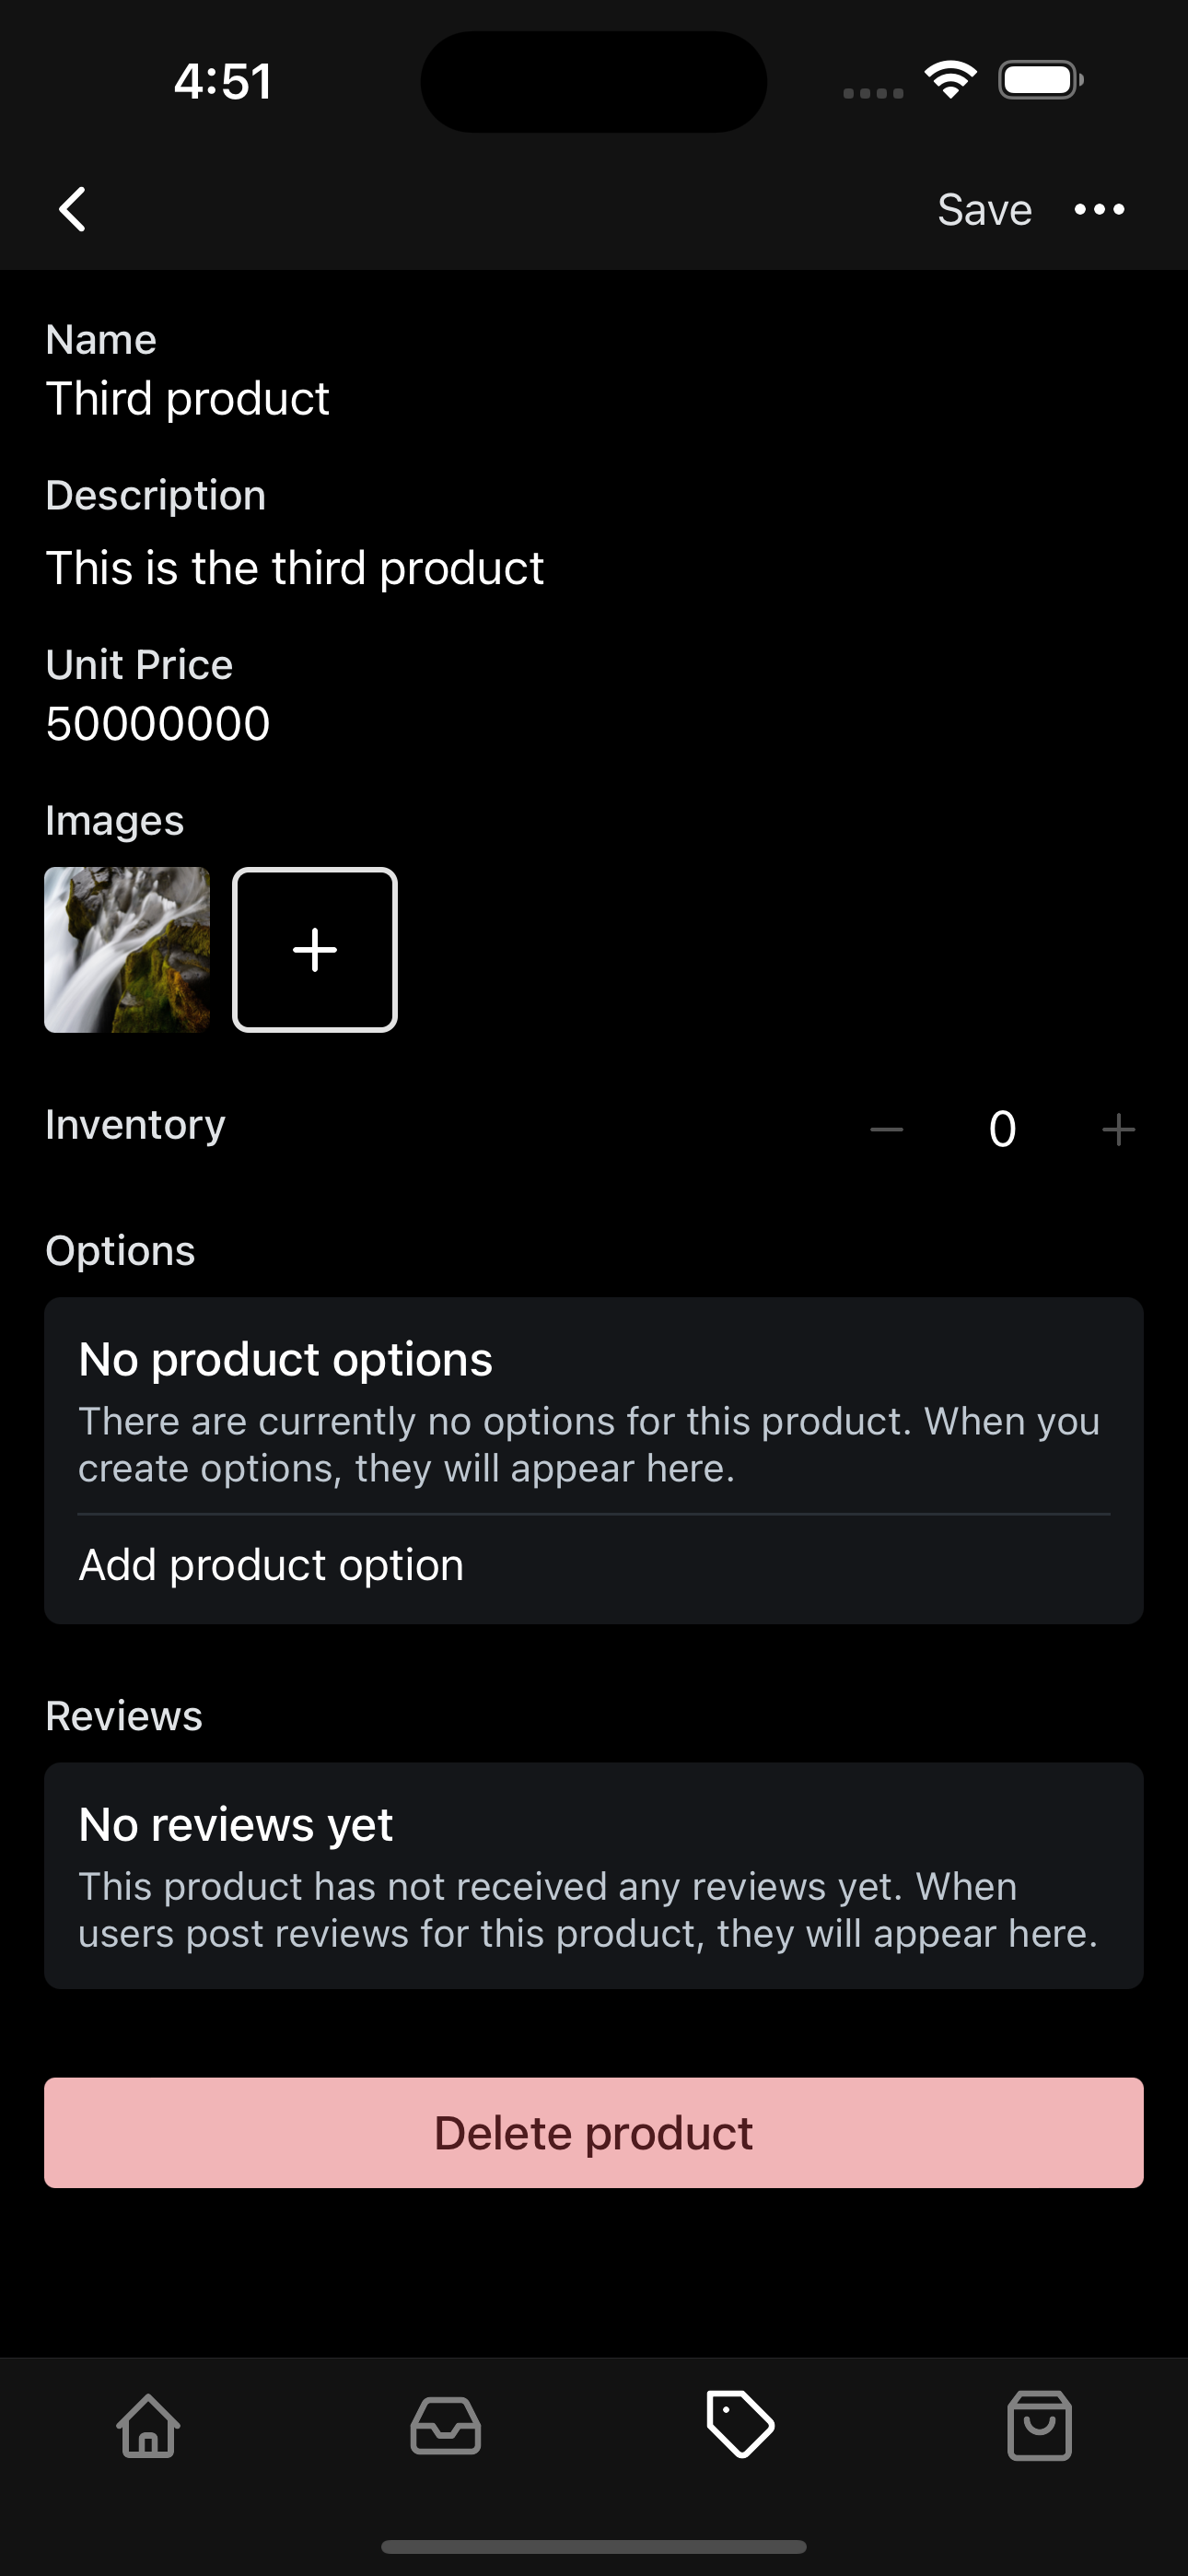 4:51
Save
Name
Third product
Description
This is the third product
Unit Price
50000000
Images
Inventory
0
Options
No product options
There are currently no options for this product. When you
create options, they will appear here.
Add product option
Reviews
No reviews yet
This product has not received any reviews yet. When
users post reviews for this product, they will appear here.
Delete product